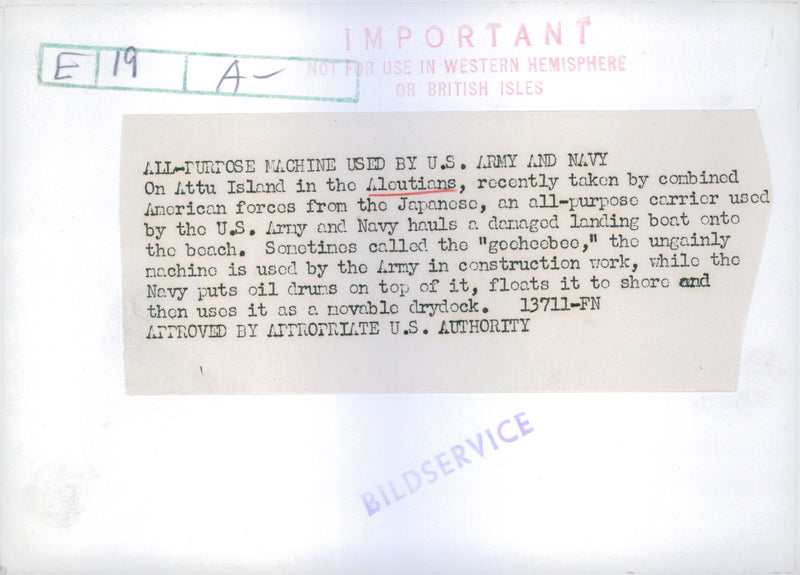 IMPORTANT
NOT FOR USE IN WESTERN HEMISPHERE
OR BRITISH ISLES
E 19 A-
ALL-PURPOSE MACHINE USED BY U.S. ARMY AND NAVY
On Attu Island in the Aleutians, recently taken by combined
American forces from the Japanese, an all-purpose carrier used
by the U.S. Army and Navy hauls a damaged landing boat onto
the beach. Sometimes called the "geeheebee," the ungainly
machine is used by the Army in construction work, while the
Navy puts oil drums on top of it, floats it to shore and
then uses it as a movable drydock. 13711-FN
APPROVED BY APPROPRIATE U.S. AUTHORITY
BILDSERVICE